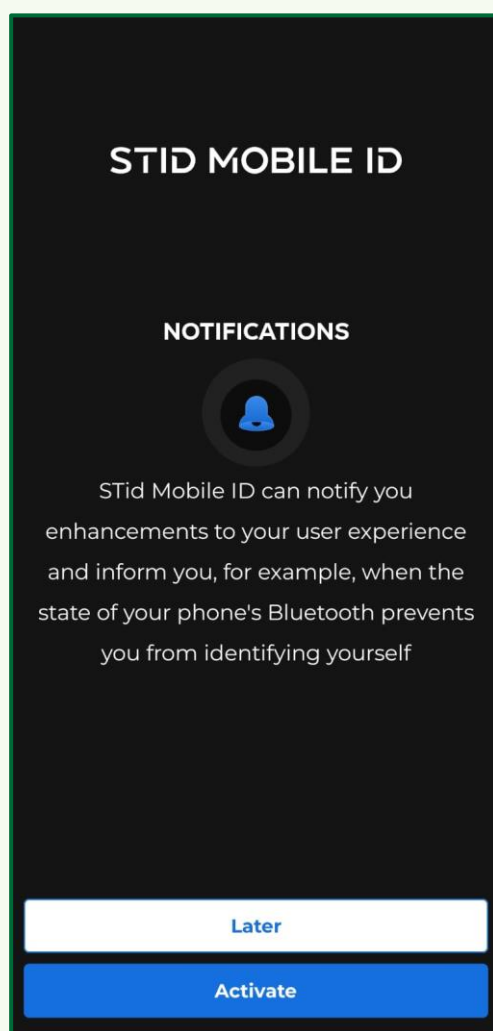 STID MOBILE ID
NOTIFICATIONS
STid Mobile ID can notify you
enhancements to your user experience
and inform you, for example, when the
state of your phone's Bluetooth prevents
you from identifying yourself
Later
Activate